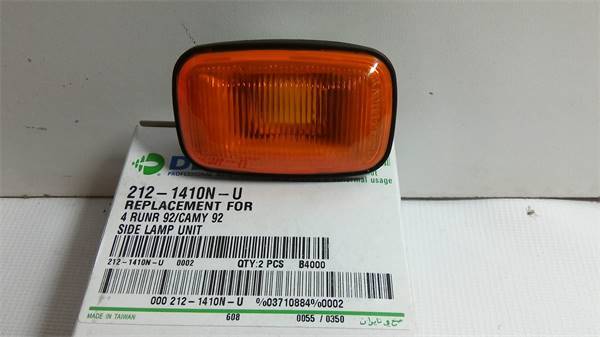 212-1410N-U
REPLACEMENT FOR
4 RUNR 92/CAMY 92
SIDE LAMP UNIT
212-1410N-U 0002 QTY:2 PCS B4000
000 212-1410N-U %03710884%0002
MADE IN TAIWAN 608 0055 / 0350